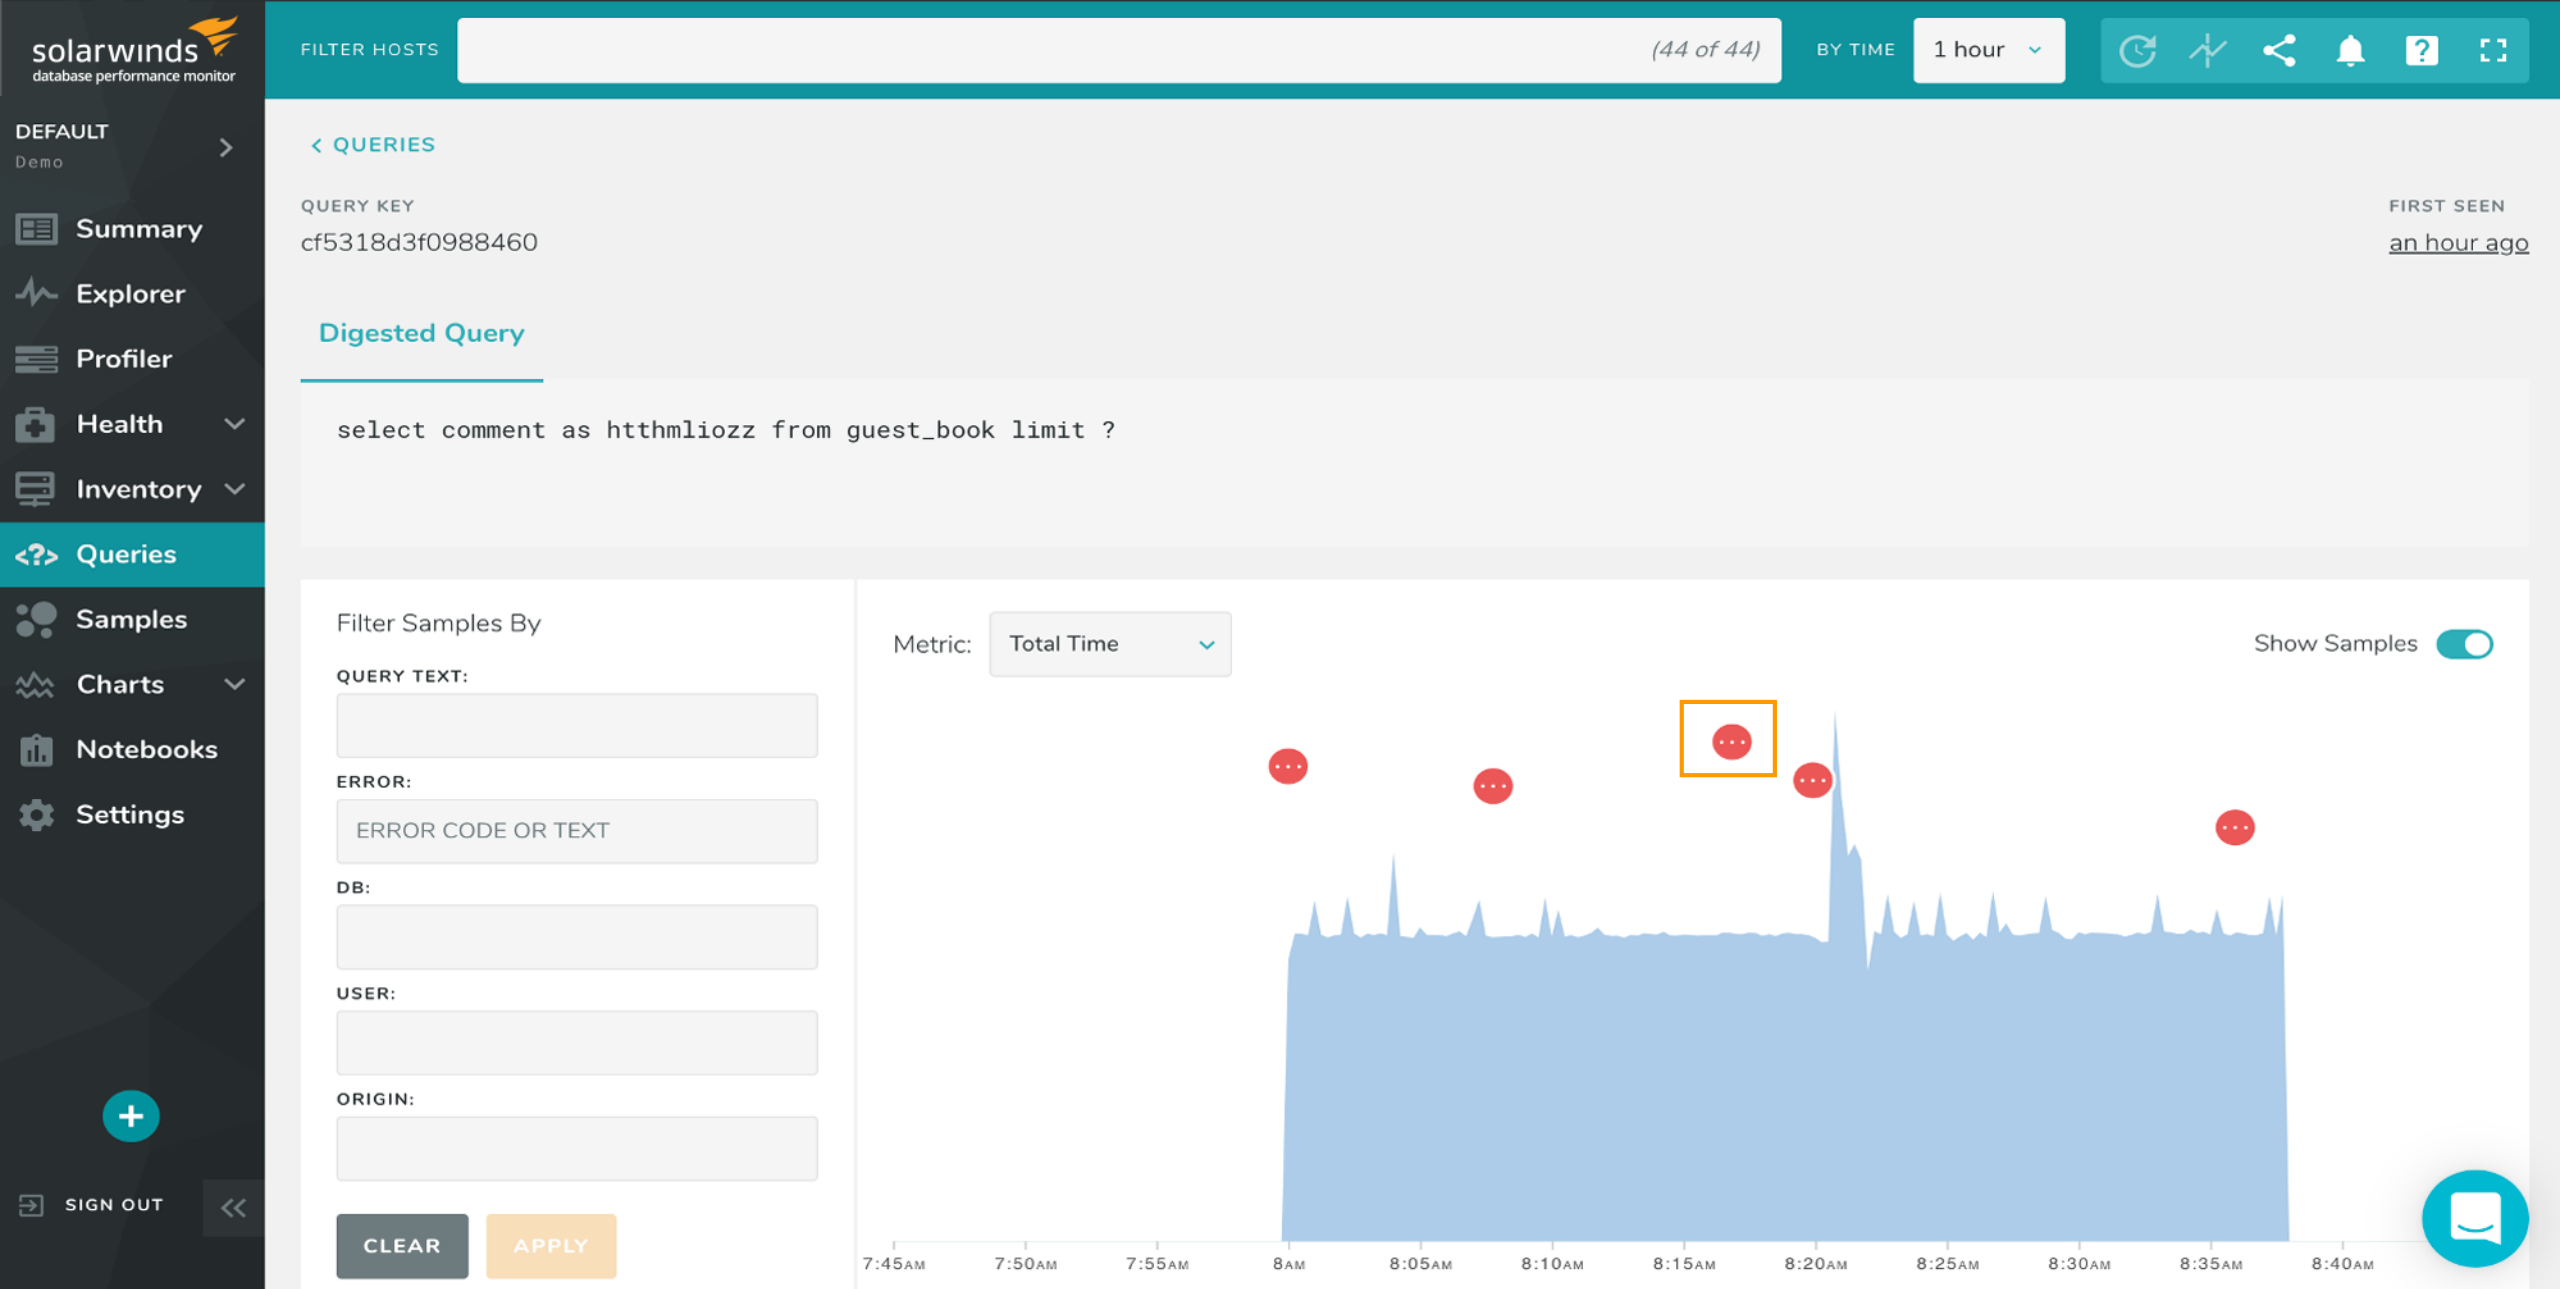 solarwinds
database performance monitor
FILTER HOSTS
(44 of 44)
BY TIME
1 hour
?
DEFAULT
Demo
Summary
Explorer
Profiler
Health
Inventory
<?> Queries
Samples
Charts
Notebooks
Settings
+
SIGN OUT
< QUERIES
QUERY KEY
cf5318d3f0988460
FIRST SEEN
an hour ago
Digested Query
select comment as htthmliozz from guest_book limit ?
Filter Samples By
QUERY TEXT:
ERROR:
ERROR CODE OR TEXT
DB:
USER:
ORIGIN:
CLEAR
APPLY
Metric:
Total Time
Show Samples
7:45AM
7:50AM
7:55AM
8AM
8:05AM
8:10AM
8:15AM
8:20AM
8:25AM
8:30AM
8:35AM
8:40AM